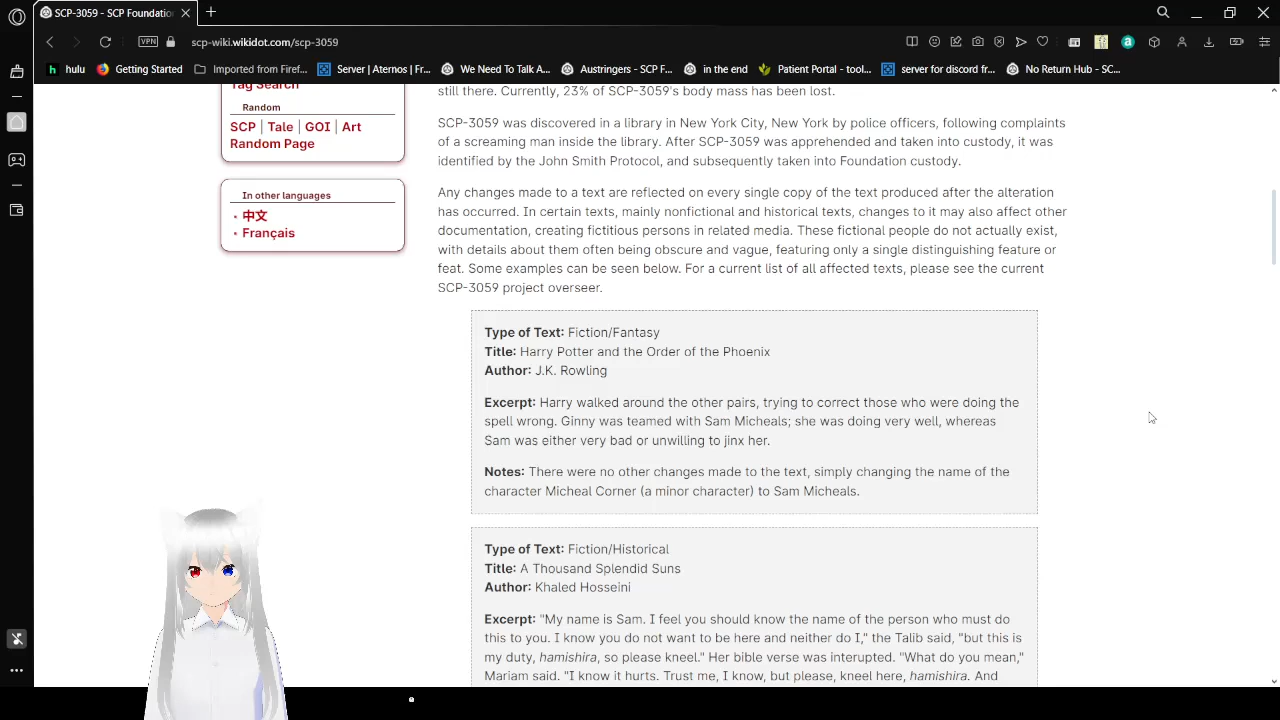 SCP-3059 - SCP Foundatio
scp-wiki.wikidot.com/scp-3059
VPN
hulu
Getting Started
Imported from Firef...
Server | Aternos | Fr...
We Need To Talk A...
Austringers - SCP F...
in the end
Patient Portal - tool...
server for discord fr...
No Return Hub - SC...
Tag Search
Random
SCP | Tale | GOI | Art
Random Page
In other languages
中文
Français
still there. Currently, 23% of SCP-3059's body mass has been lost.
SCP-3059 was discovered in a library in New York City, New York by police officers, following complaints
of a screaming man inside the library. After SCP-3059 was apprehended and taken into custody, it was
identified by the John Smith Protocol, and subsequently taken into Foundation custody.
Any changes made to a text are reflected on every single copy of the text produced after the alteration
has occurred. In certain texts, mainly nonfictional and historical texts, changes to it may also affect other
documentation, creating fictitious persons in related media. These fictional people do not actually exist,
with details about them often being obscure and vague, featuring only a single distinguishing feature or
feat. Some examples can be seen below. For a current list of all affected texts, please see the current
SCP-3059 project overseer.
Type of Text: Fiction/Fantasy
Title: Harry Potter and the Order of the Phoenix
Author: J.K. Rowling
Excerpt: Harry walked around the other pairs, trying to correct those who were doing the
spell wrong. Ginny was teamed with Sam Micheals; she was doing very well, whereas
Sam was either very bad or unwilling to jinx her.
Notes: There were no other changes made to the text, simply changing the name of the
character Micheal Corner (a minor character) to Sam Micheals.
Type of Text: Fiction/Historical
Title: A Thousand Splendid Suns
Author: Khaled Hosseini
Excerpt: "My name is Sam. I feel you should know the name of the person who must do
this to you. I know you do not want to be here and neither do I," the Talib said, "but this is
my duty, hamishira, so please kneel." Her bible verse was interupted. "What do you mean,"
Mariam said. "I know it hurts. Trust me, I know, but please, kneel here, hamishira. And